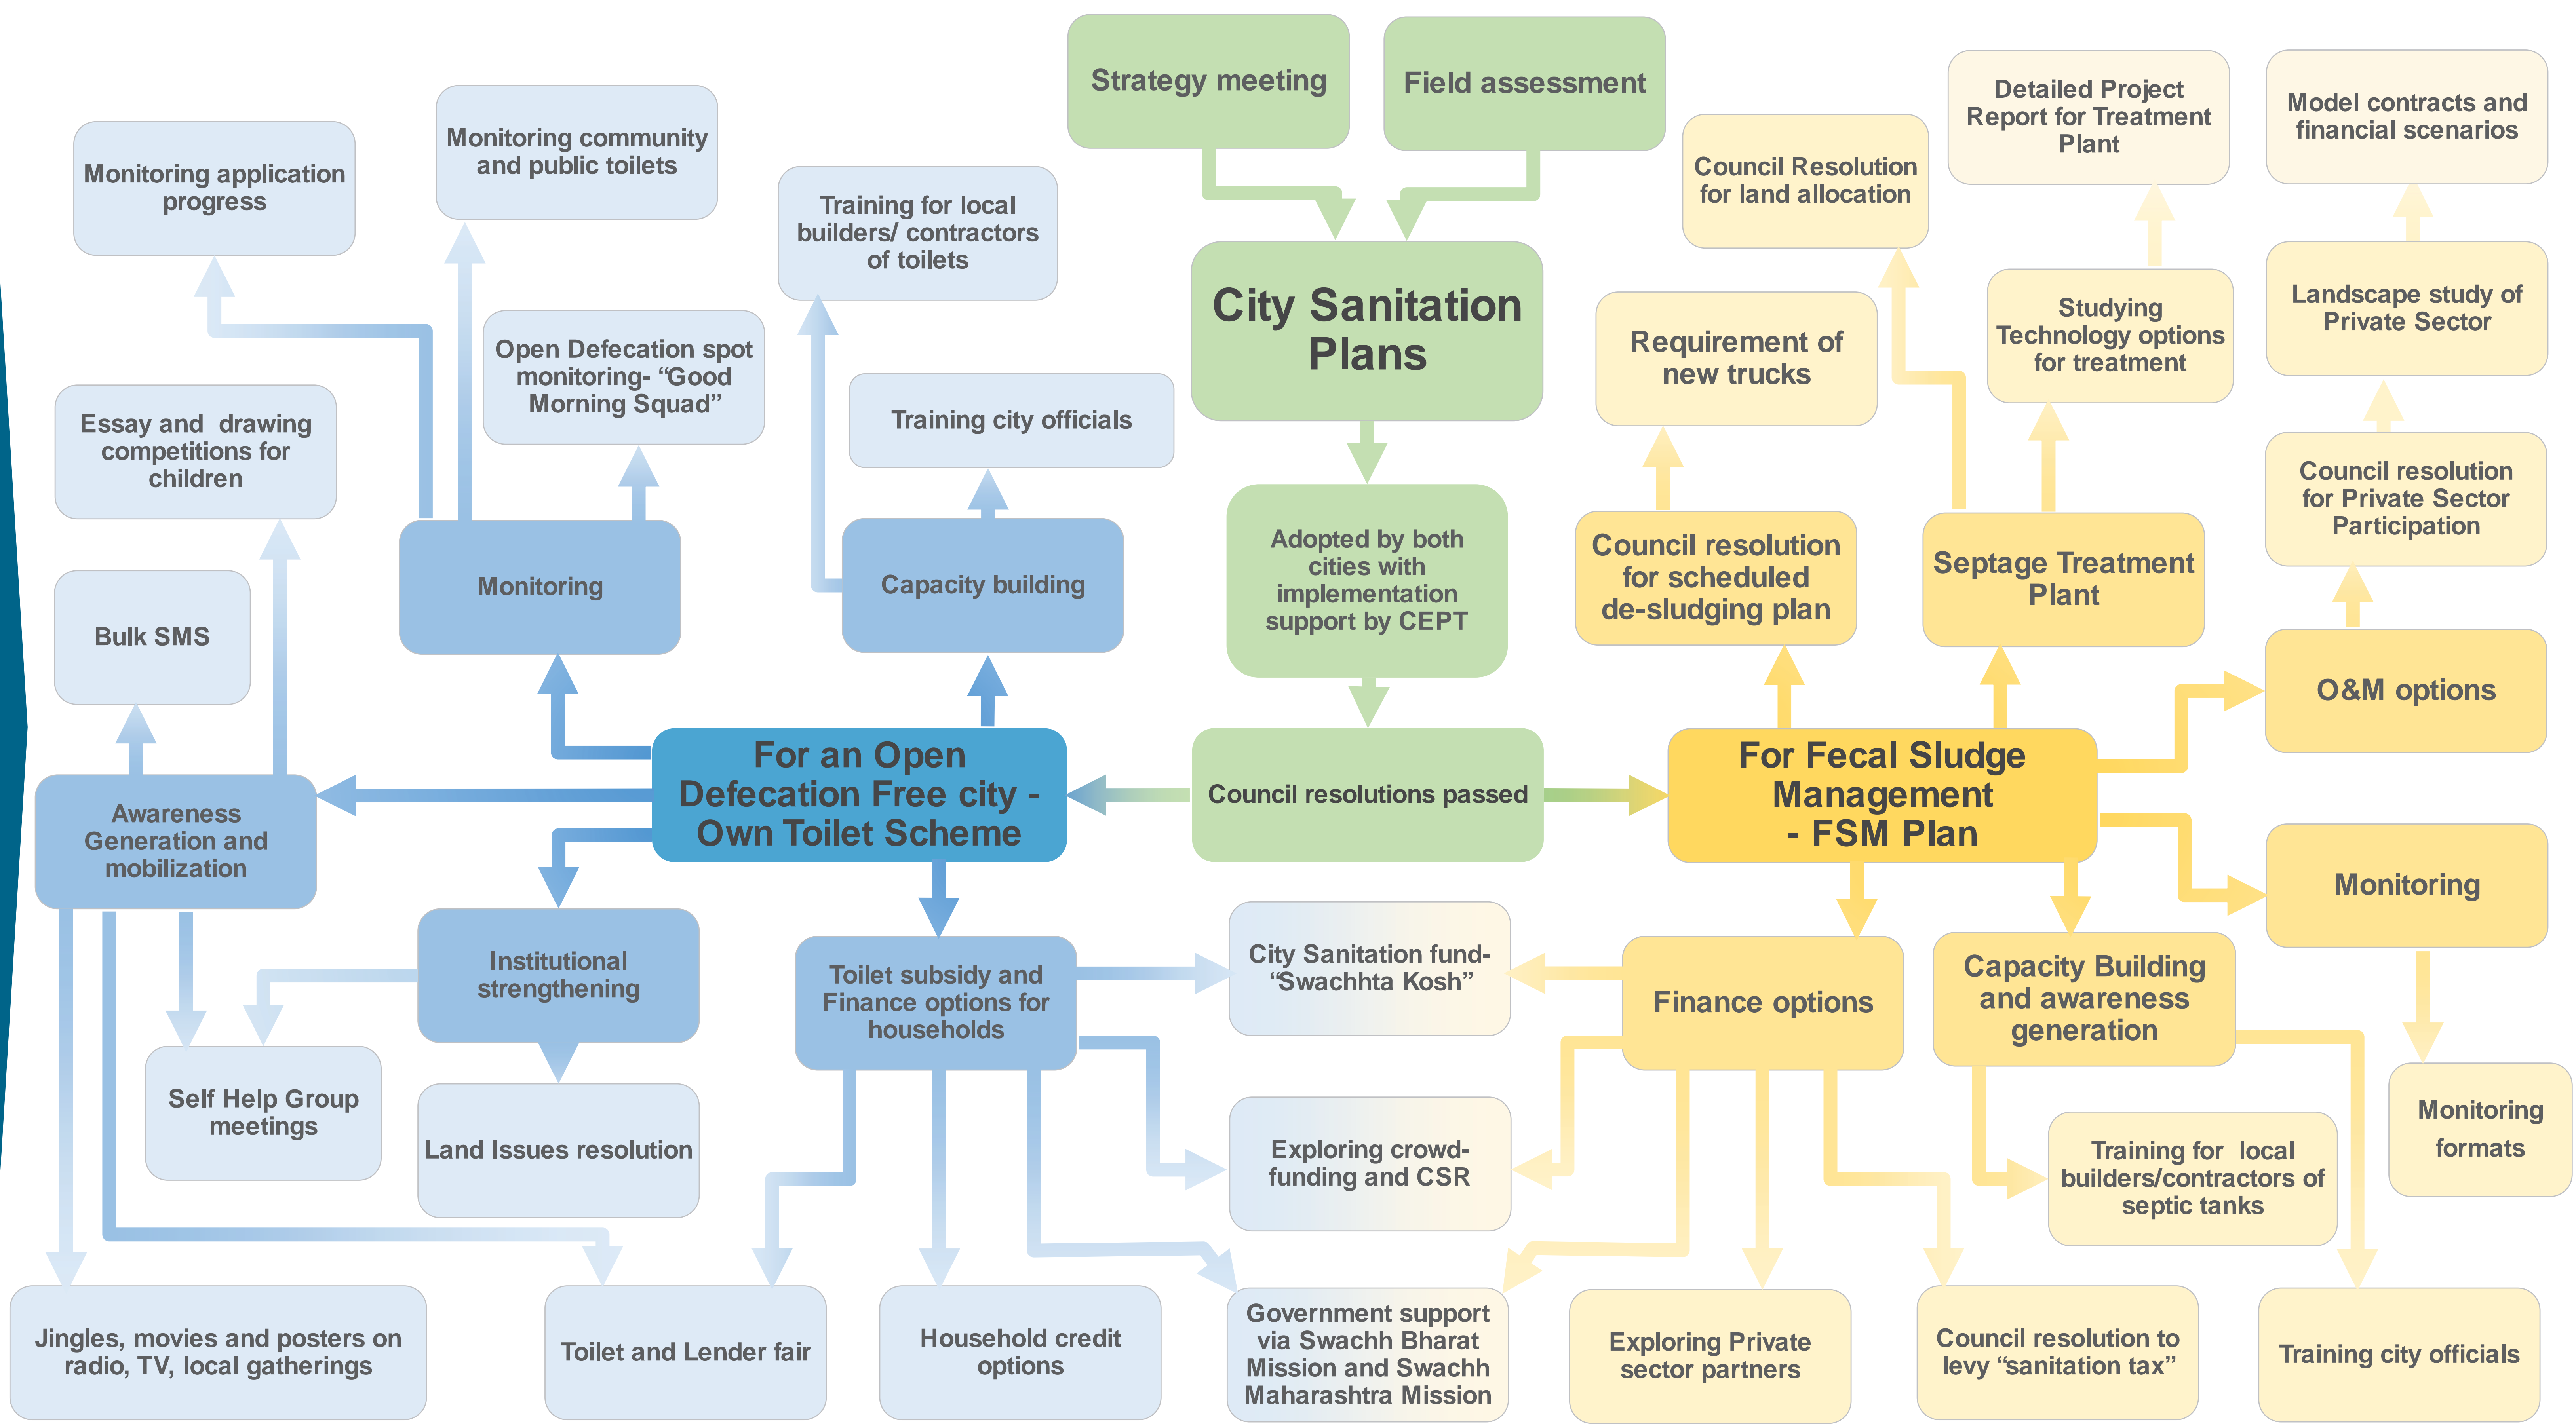 Strategy meeting
Field assessment
City Sanitation
Plans
Adopted by both
cities with
implementation
support by CEPT
Council resolutions passed
For an Open
Defecation Free city -
Own Toilet Scheme
Monitoring application
progress
Monitoring community
and public toilets
Open Defecation spot
monitoring- “Good
Morning Squad”
Monitoring
Training for local
builders/ contractors
of toilets
Training city officials
Capacity building
Essay and drawing
competitions for
children
Bulk SMS
Awareness
Generation and
mobilization
Institutional
strengthening
Self Help Group
meetings
Land Issues resolution
Jingles, movies and posters on
radio, TV, local gatherings
Toilet and Lender fair
Toilet subsidy and
Finance options for
households
Household credit
options
City Sanitation fund-
“Swachhta Kosh”
Exploring crowd-
funding and CSR
Government support
via Swachh Bharat
Mission and Swachh
Maharashtra Mission
For Fecal Sludge
Management
- FSM Plan
Requirement of
new trucks
Council resolution
for scheduled
de-sludging plan
Council Resolution
for land allocation
Detailed Project
Report for Treatment
Plant
Studying
Technology options
for treatment
Septage Treatment
Plant
Model contracts and
financial scenarios
Landscape study of
Private Sector
Council resolution
for Private Sector
Participation
O&M options
Monitoring
Monitoring
formats
Finance options
Capacity Building
and awareness
generation
Training for local
builders/contractors of
septic tanks
Exploring Private
sector partners
Council resolution to
levy “sanitation tax”
Training city officials